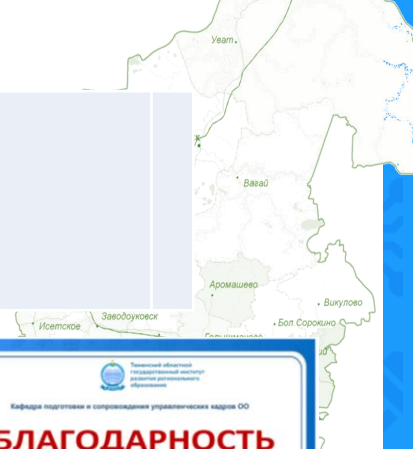 Уват
Вагай
Аромашево
Викулово
Заводоуковск
Бол.Сорокино
Исетское
Тюменский областной
государственный институт
развития регионального
образования
Кафедра подготовки и сопровождения управленческих кадров ОО
БЛАГОДАРНОСТЬ